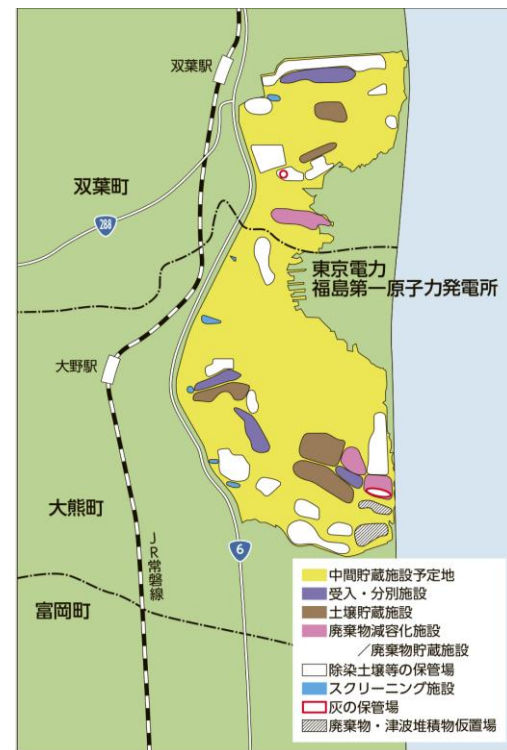 双葉駅
双葉町
288
東京電力
福島第一原子力発電所
大野駅
大熊町
JR常磐線
6
富岡町
中間貯蔵施設予定地
受入・分別施設
土壌貯蔵施設
廃棄物減容化施設
／廃棄物貯蔵施設
除染土壌等の保管場
スクリーニング施設
灰の保管場
廃棄物・津波堆積物仮置場